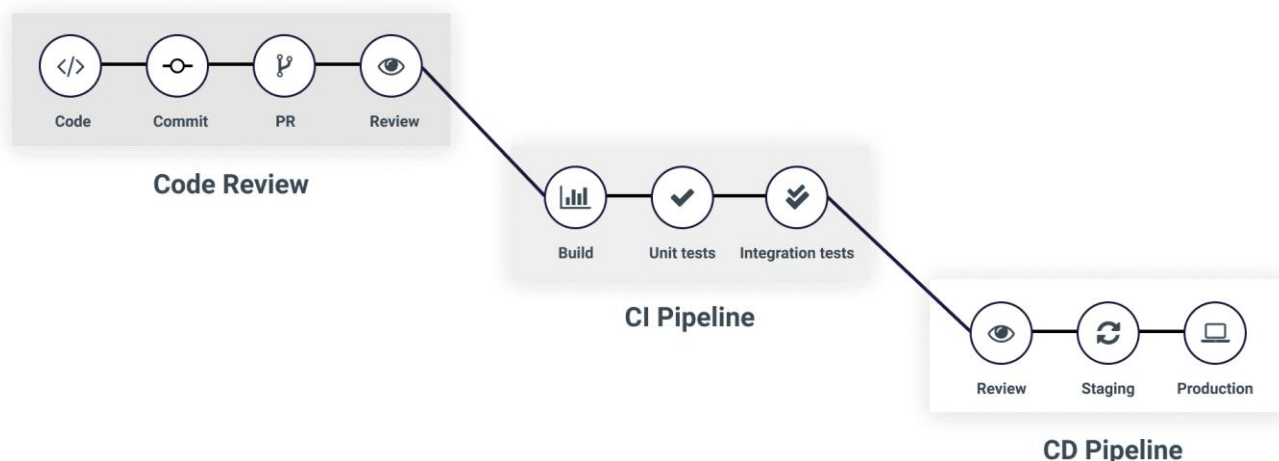 Code Commit PR Review
Code Review
Build Unit tests Integration tests
CI Pipeline
Review Staging Production
CD Pipeline